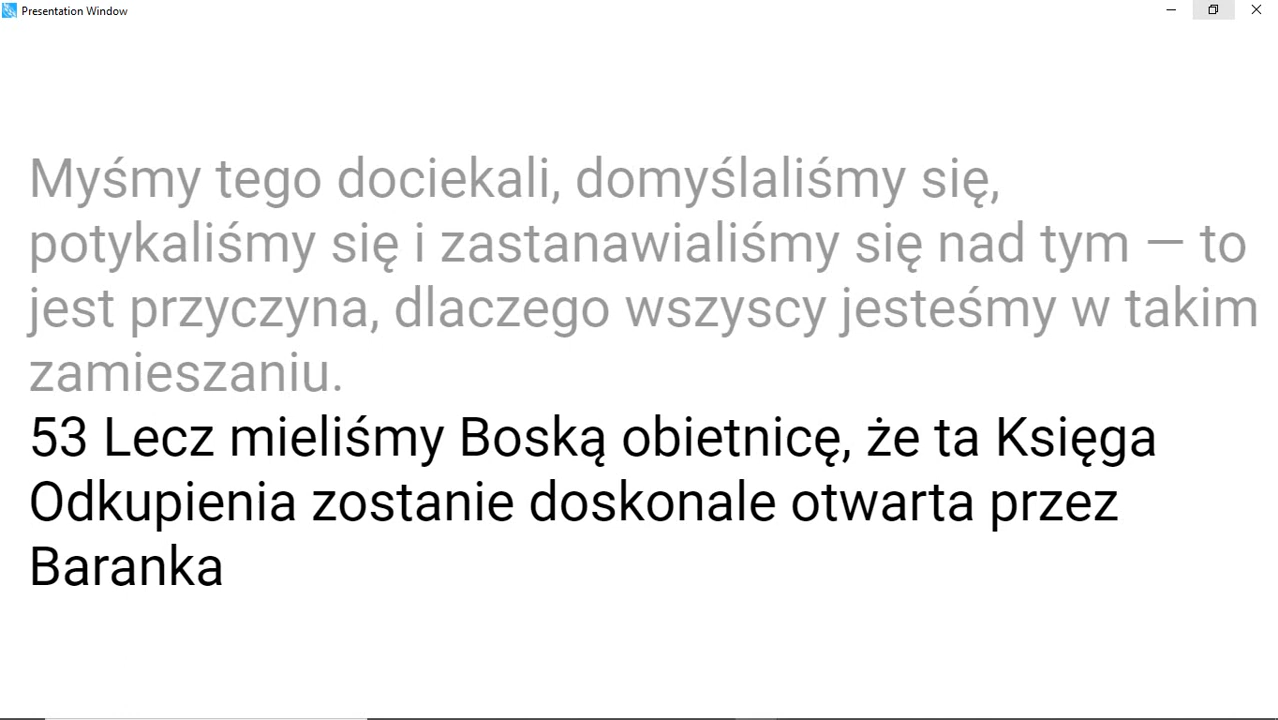 Presentation Window
Myśmy tego dociekali, domyślaliśmy się,
potykaliśmy się i zastanawialiśmy się nad tym — to
jest przyczyna, dlaczego wszyscy jesteśmy w takim
zamieszaniu.
53 Lecz mieliśmy Boską obietnicę, że ta Księga
Odkupienia zostanie doskonale otwarta przez
Baranka